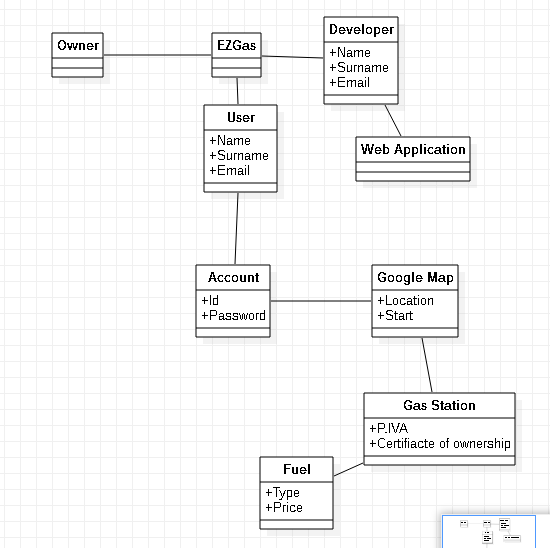 Owner
EZGas
Developer
+Name
+Surname
+Email
User
+Name
+Surname
+Email
Web Application
Account
+Id
+Password
Google Map
+Location
+Start
Gas Station
+P.IVA
+Certifiacte of ownership
Fuel
+Type
+Price